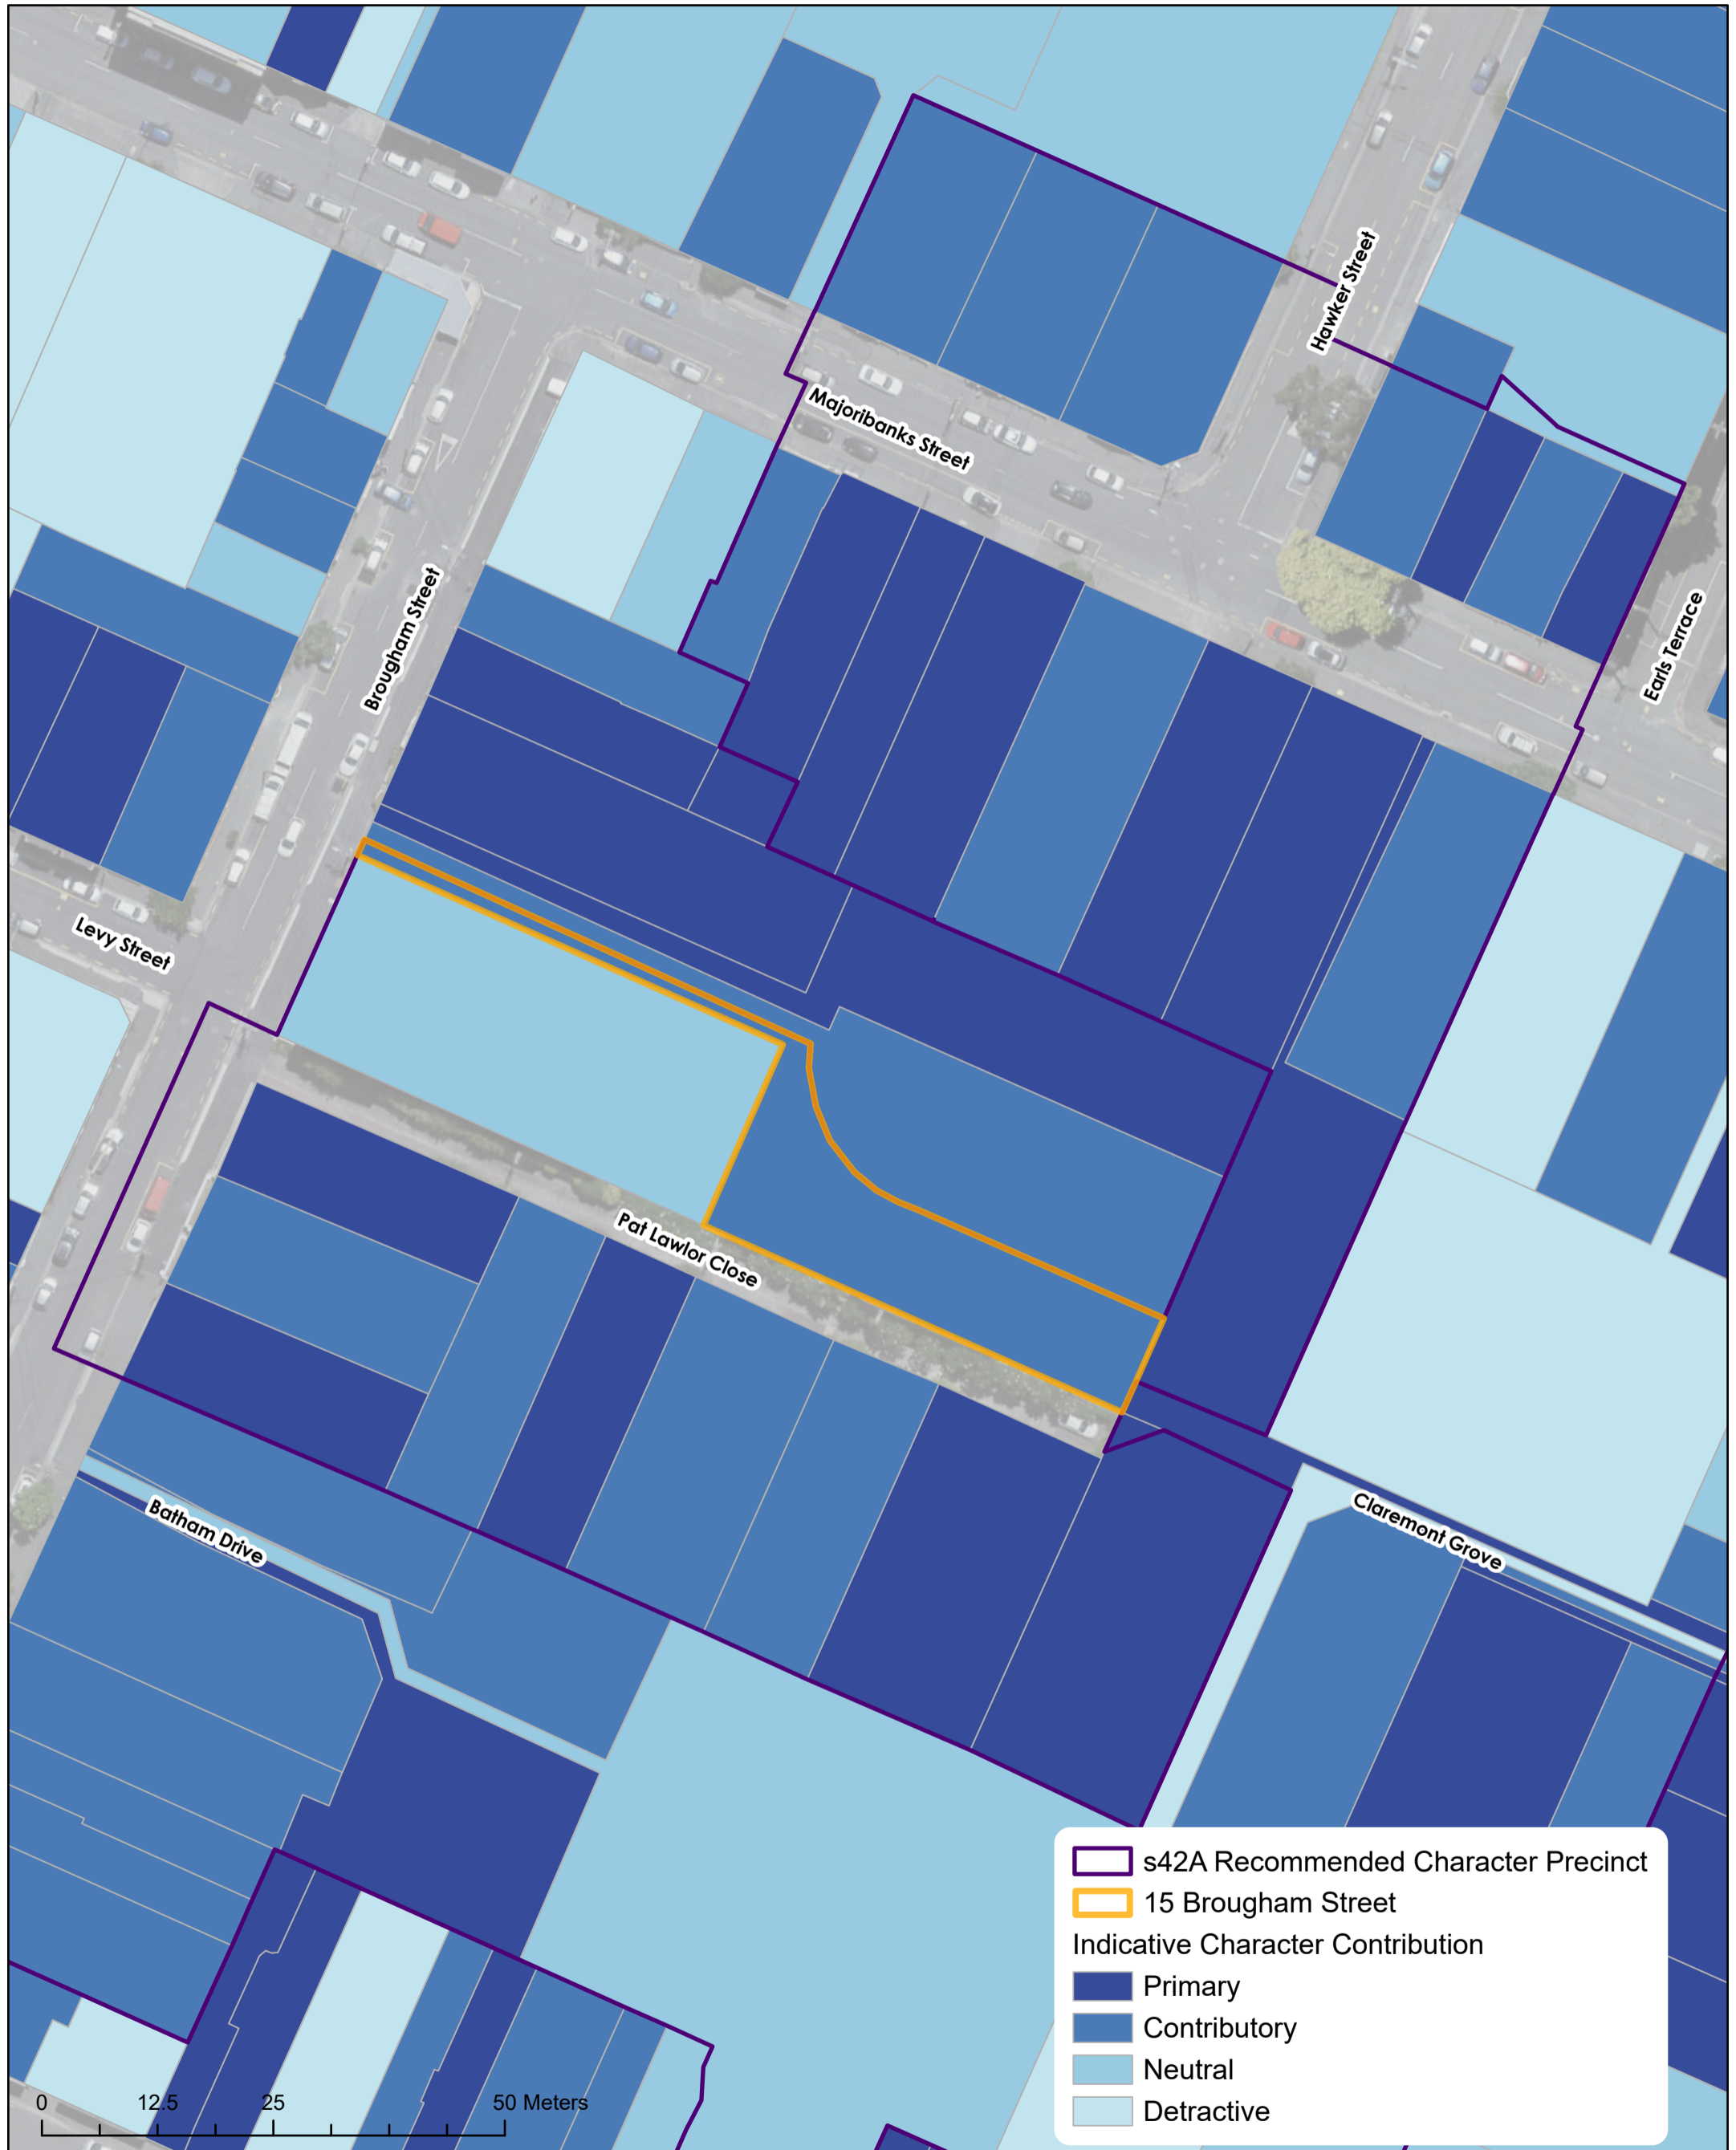 Hawker Street
Majoribanks Street
Brougham Street
Earls Terrace
Levy Street
Pat Lawlor Close
Batham Drive
Claremont Grove
s42A Recommended Character Precinct
15 Brougham Street
Indicative Character Contribution
Primary
Contributory
Neutral
Detractive
0 12.5 25 50 Meters